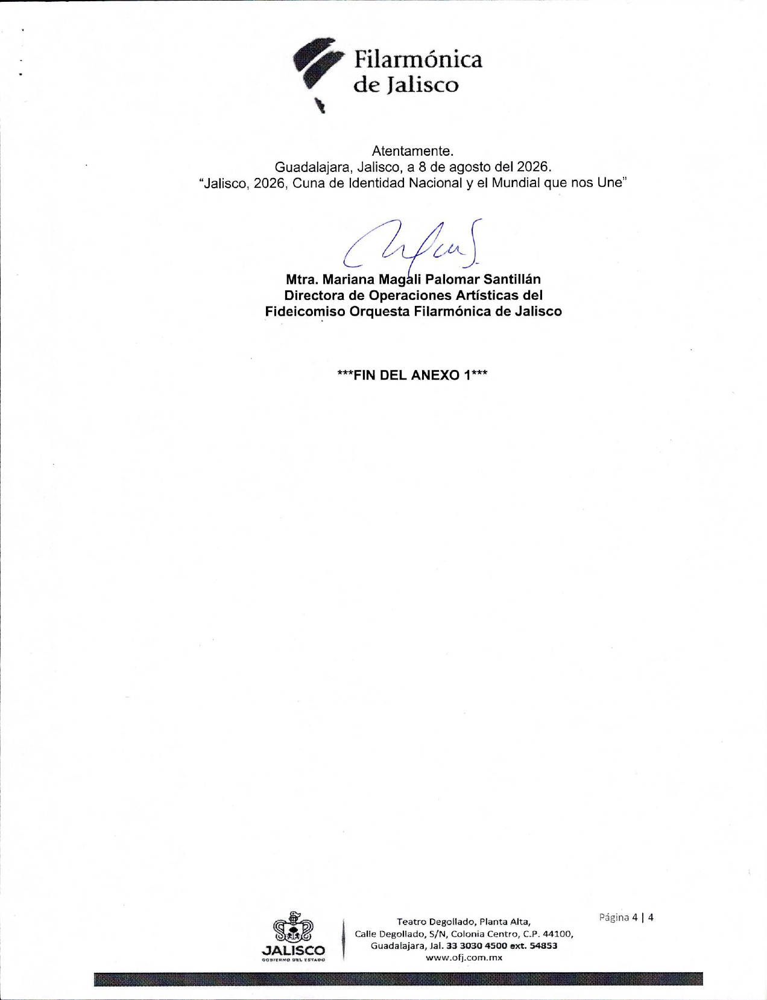 Filarmónica
de Jalisco
Atentamente.
Guadalajara, Jalisco, a 8 de agosto del 2026.
“Jalisco, 2026, Cuna de Identidad Nacional y el Mundial que nos Une”
Mtra. Mariana Magali Palomar Santillán
Directora de Operaciones Artísticas del
Fideicomiso Orquesta Filarmónica de Jalisco
***FIN DEL ANEXO 1***
JALISCO
GOBIERNO DEL ESTADO
Teatro Degollado, Planta Alta,
Calle Degollado, S/N, Colonia Centro, C.P. 44100,
Guadalajara, Jal. 33 3030 4500 ext. 54853
www.ofj.com.mx
Página 4 | 4